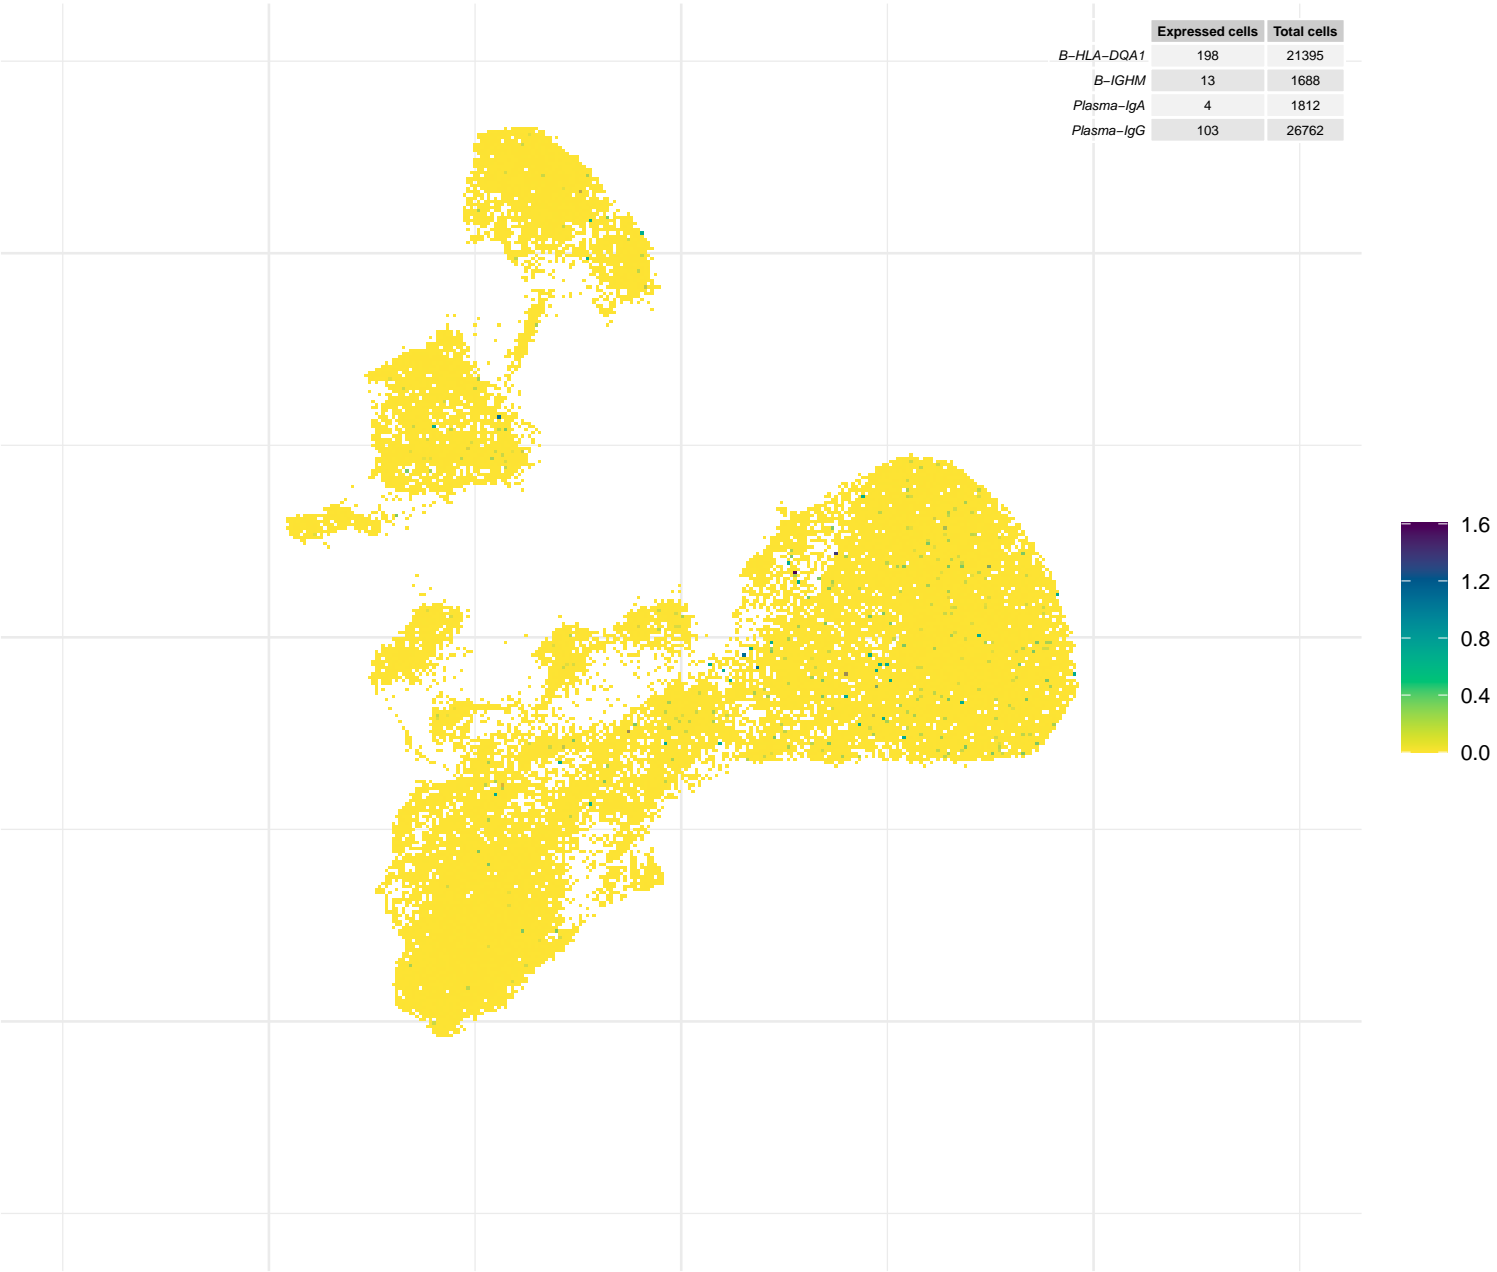 Expressed cells Total cells
B−HLA−DQA1 198 21395
B−IGHM 13 1688
Plasma−IgA 4 1812
Plasma−IgG 103 26762
1.6
1.2
0.8
0.4
0.0